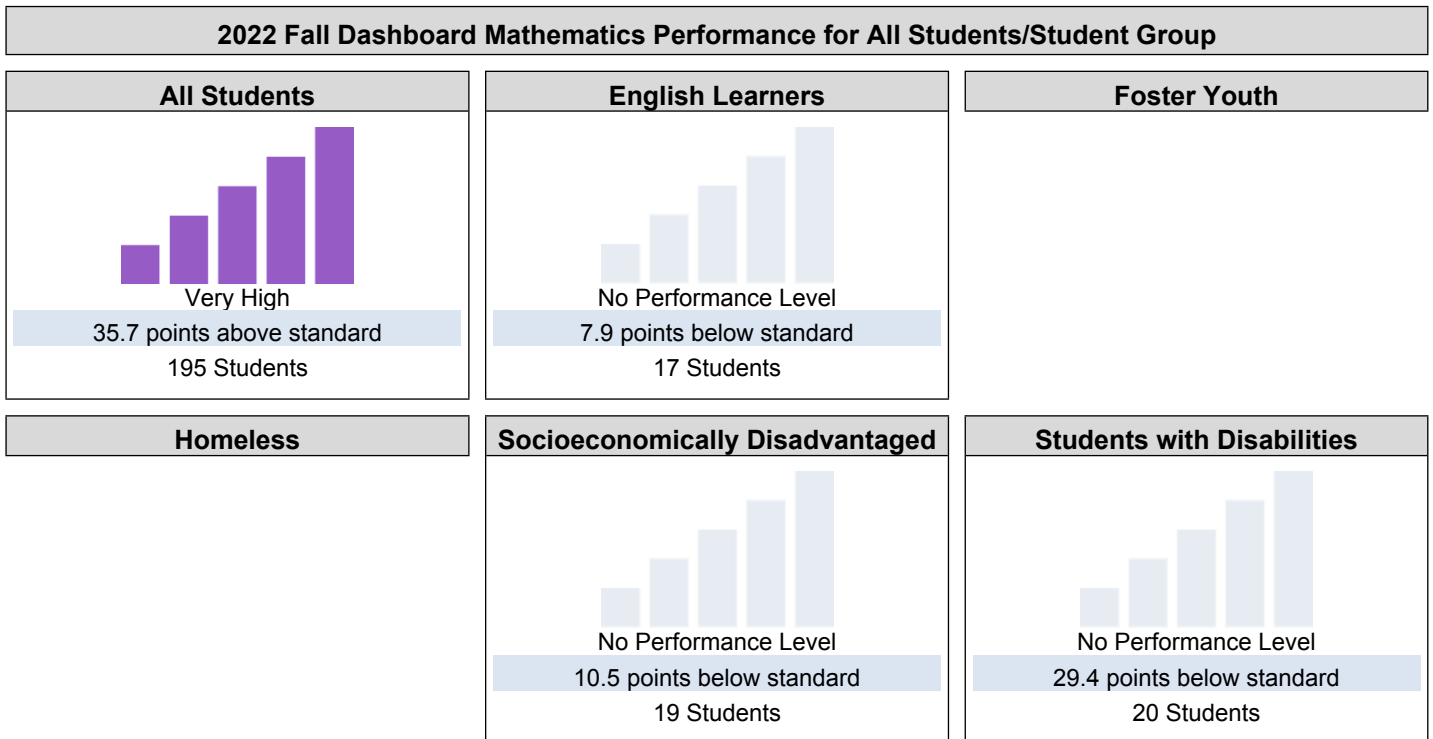 2022 Fall Dashboard Mathematics Performance for All Students/Student Group
All Students
Very High
35.7 points above standard
195 Students
English Learners
No Performance Level
7.9 points below standard
17 Students
Foster Youth
Homeless
Socioeconomically Disadvantaged
No Performance Level
10.5 points below standard
19 Students
Students with Disabilities
No Performance Level
29.4 points below standard
20 Students